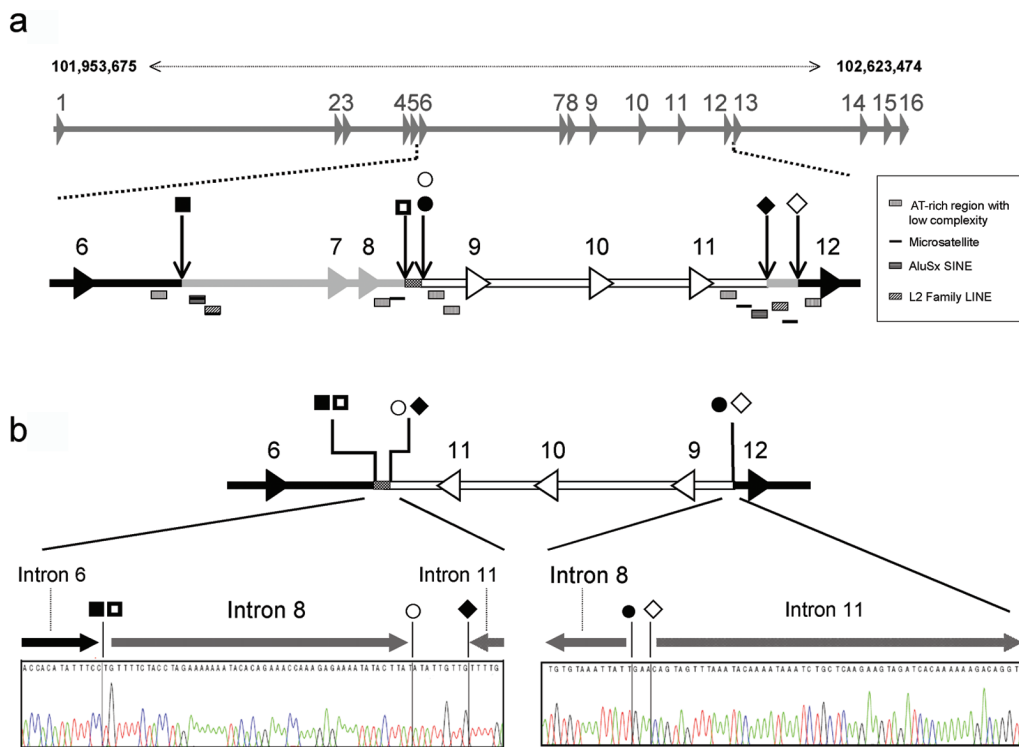 a
101,953,675 102,623,474
1 23 456 78 9 10 11 12 13 14 15 16
6 7 8 9 10 11 12
AT-rich region with
low complexity
Microsatellite
AluSx SINE
L2 Family LINE
b
6 11 10 9 12
Intron 6 Intron 8 Intron 11
Intron 8 Intron 11
ACCACATATTTCCTGTTTTCTACCTAGAAAAAAATACACAGAAACCAAAGAGAAAATATACTTATATATTGTTGTTTTG
TGTGTAAATTATTGAACAGTAGTTTAAATACAAAATAAATCTGCTCAAGAAGTAGATCACAAAAAAGACAGGT